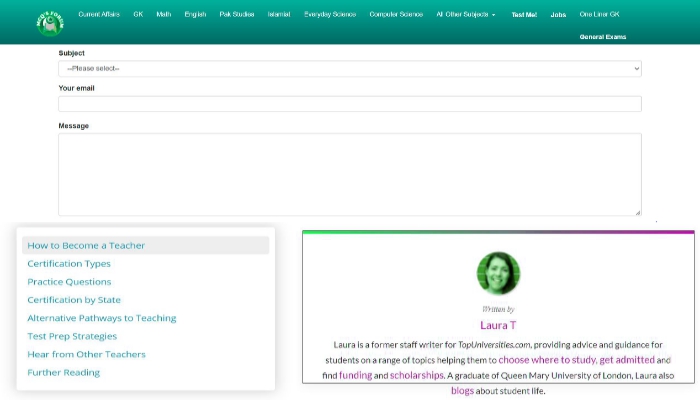 MCQ'S FORUM
Current Affairs GK Math English Pak Studies Islamiat Everyday Science Computer Science All Other Subjects Test Me! Jobs One Liner GK
General Exams
Subject
--Please select--
Your email
Message
How to Become a Teacher
Certification Types
Practice Questions
Certification by State
Alternative Pathways to Teaching
Test Prep Strategies
Hear from Other Teachers
Further Reading
Written by
Laura T
Laura is a former staff writer for TopUniversities.com, providing advice and guidance for
students on a range of topics helping them to choose where to study, get admitted and
find funding and scholarships. A graduate of Queen Mary University of London, Laura also
blogs about student life.